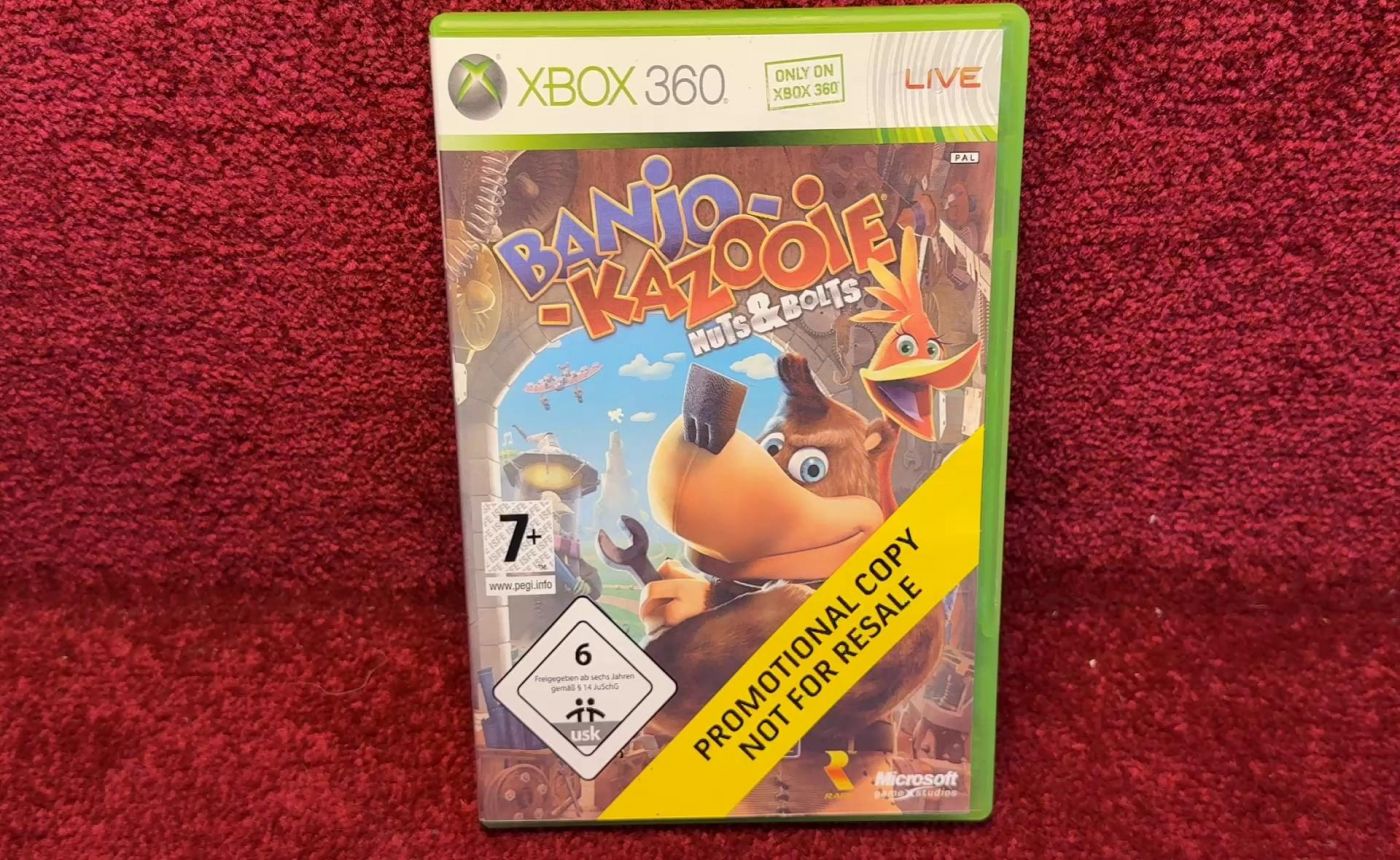 XBOX 360
ONLY ON
XBOX 360
LIVE
PAL
BANJO-
-KAZOOIE
NUTS & BOLTS
7+
www.pegi.info
6
Freigegeben ab sechs Jahren
gemäß § 14 JuSchG
usk
PROMOTIONAL COPY
NOT FOR RESALE
RARE
Microsoft
game studios